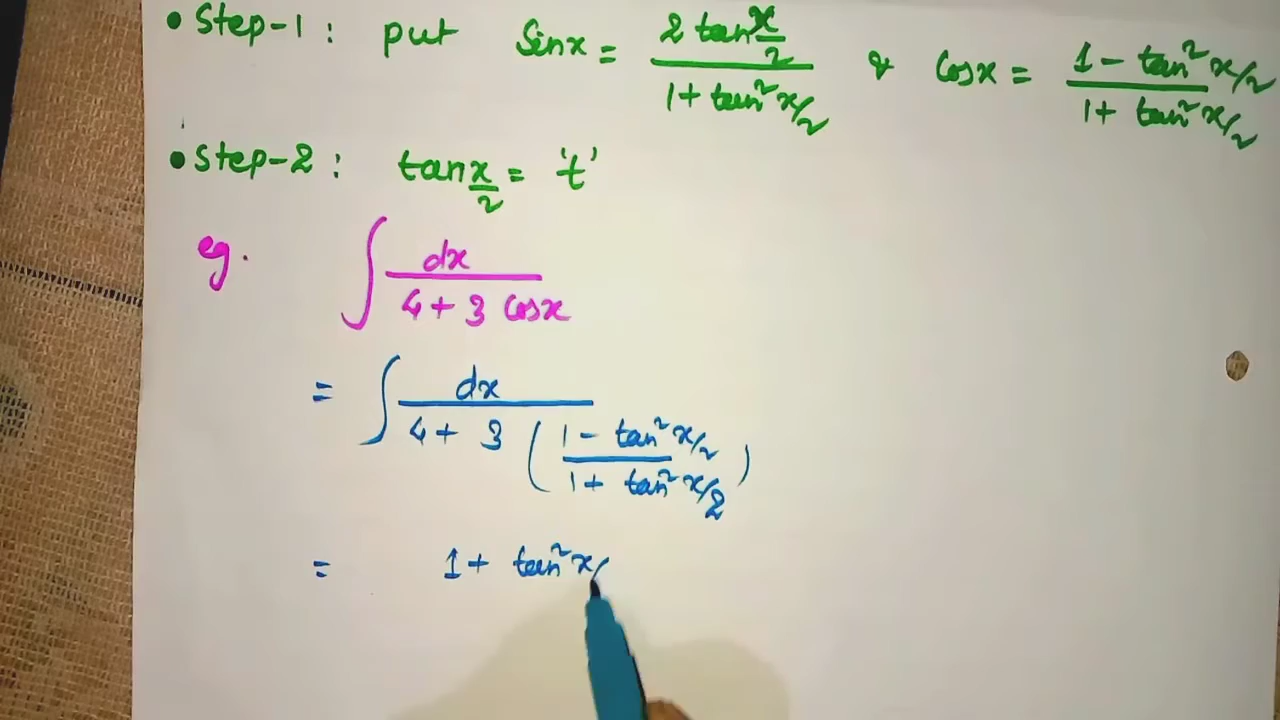 • Step-1 : put sinx = 2 tan x/2 / 1 + tan² x/2 & cosx = 1 - tan² x/2 / 1 + tan² x/2
• Step-2 : tan x/2 = 't'
eg. ∫ dx / 4 + 3 cosx
= ∫ dx / 4 + 3 ( 1 - tan² x/2 / 1 + tan² x/2 )
= 1 + tan² x/